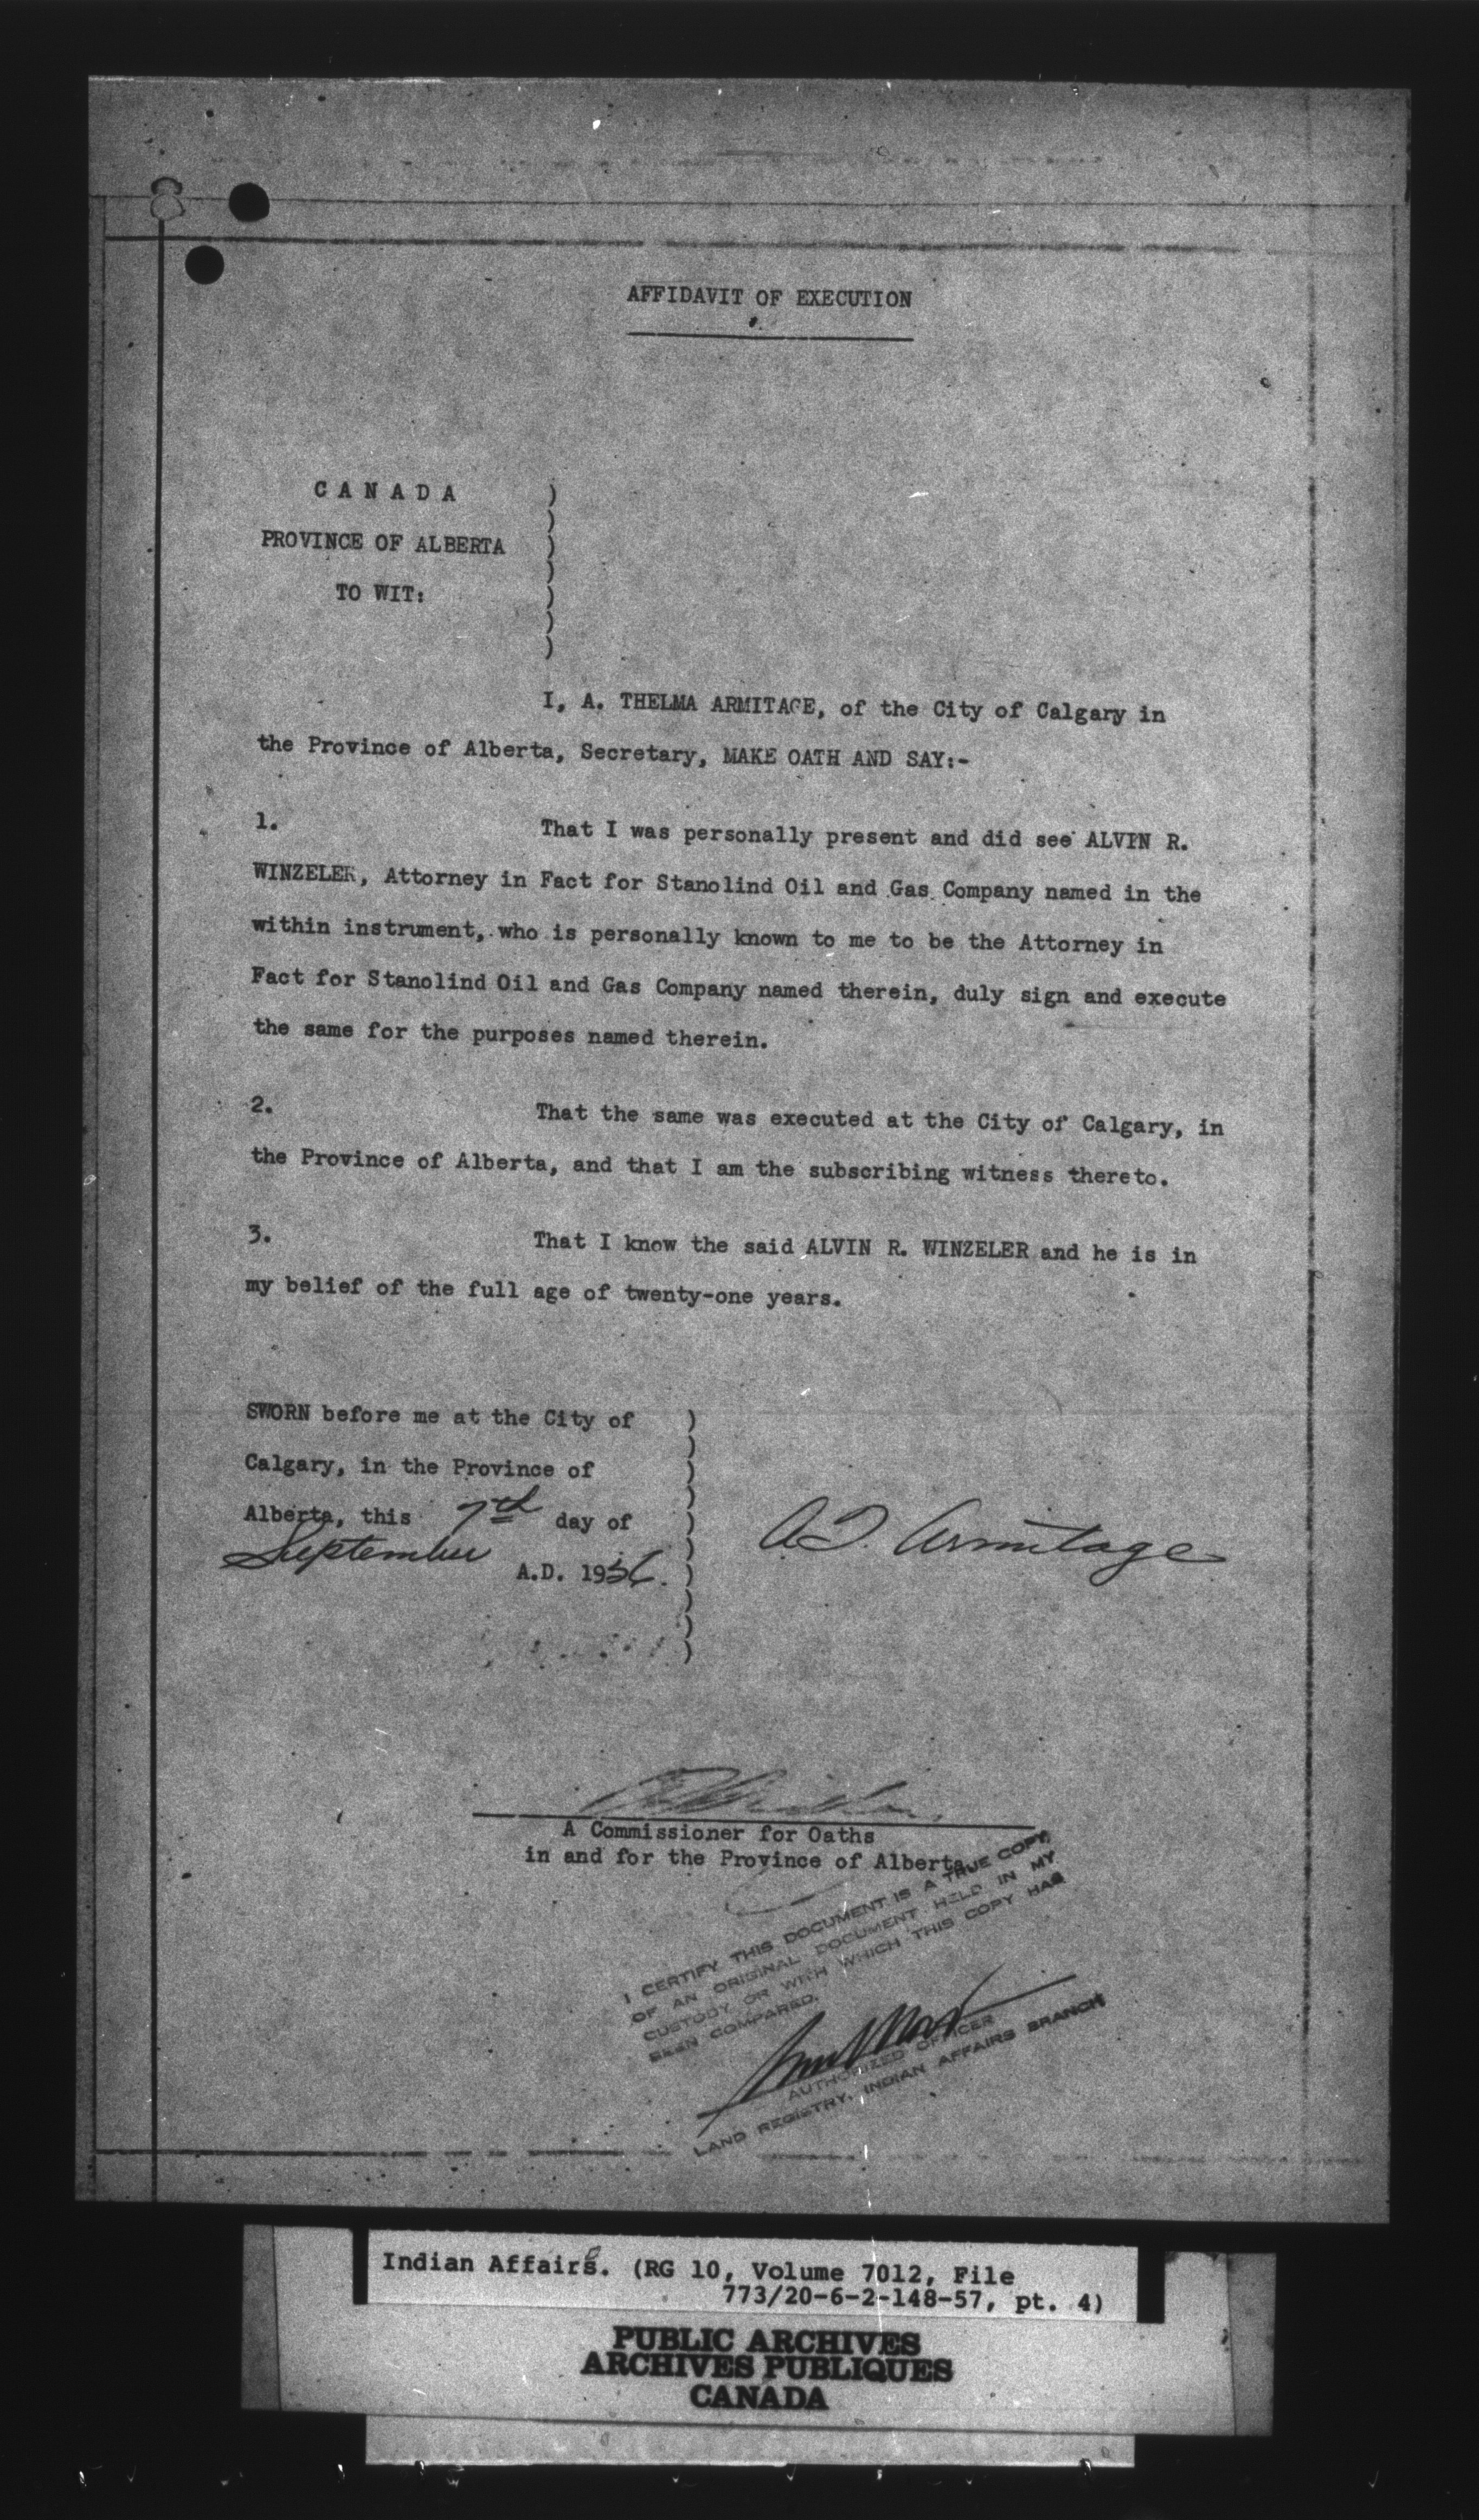 AFFIDAVIT OF EXECUTION
C A N A D A )
)
PROVINCE OF ALBERTA )
)
TO WIT: )
)
)
I, A. THELMA ARMITAGE, of the City of Calgary in
the Province of Alberta, Secretary, MAKE OATH AND SAY:-
1. That I was personally present and did see ALVIN R.
WINZELER, Attorney in Fact for Stanolind Oil and Gas Company named in the
within instrument, who is personally known to me to be the Attorney in
Fact for Stanolind Oil and Gas Company named therein, duly sign and execute
the same for the purposes named therein.
2. That the same was executed at the City of Calgary, in
the Province of Alberta, and that I am the subscribing witness thereto.
3. That I know the said ALVIN R. WINZELER and he is in
my belief of the full age of twenty-one years.
SWORN before me at the City of )
)
Calgary, in the Province of )
)
Alberta, this 7th day of )
)
September A.D. 1956. )
)
)
)
A.T. Armitage
A Commissioner for Oaths
in and for the Province of Alberta
I CERTIFY THIS DOCUMENT IS A TRUE COPY
OF AN ORIGINAL DOCUMENT HELD IN MY
CUSTODY OR WITH WHICH THIS COPY HAS
BEEN COMPARED.
AUTHORIZED OFFICER
LAND REGISTRY, INDIAN AFFAIRS BRANCH
Indian Affairs. (RG 10, Volume 7012, File
773/20-6-2-148-57, pt. 4)
PUBLIC ARCHIVES
ARCHIVES PUBLIQUES
CANADA